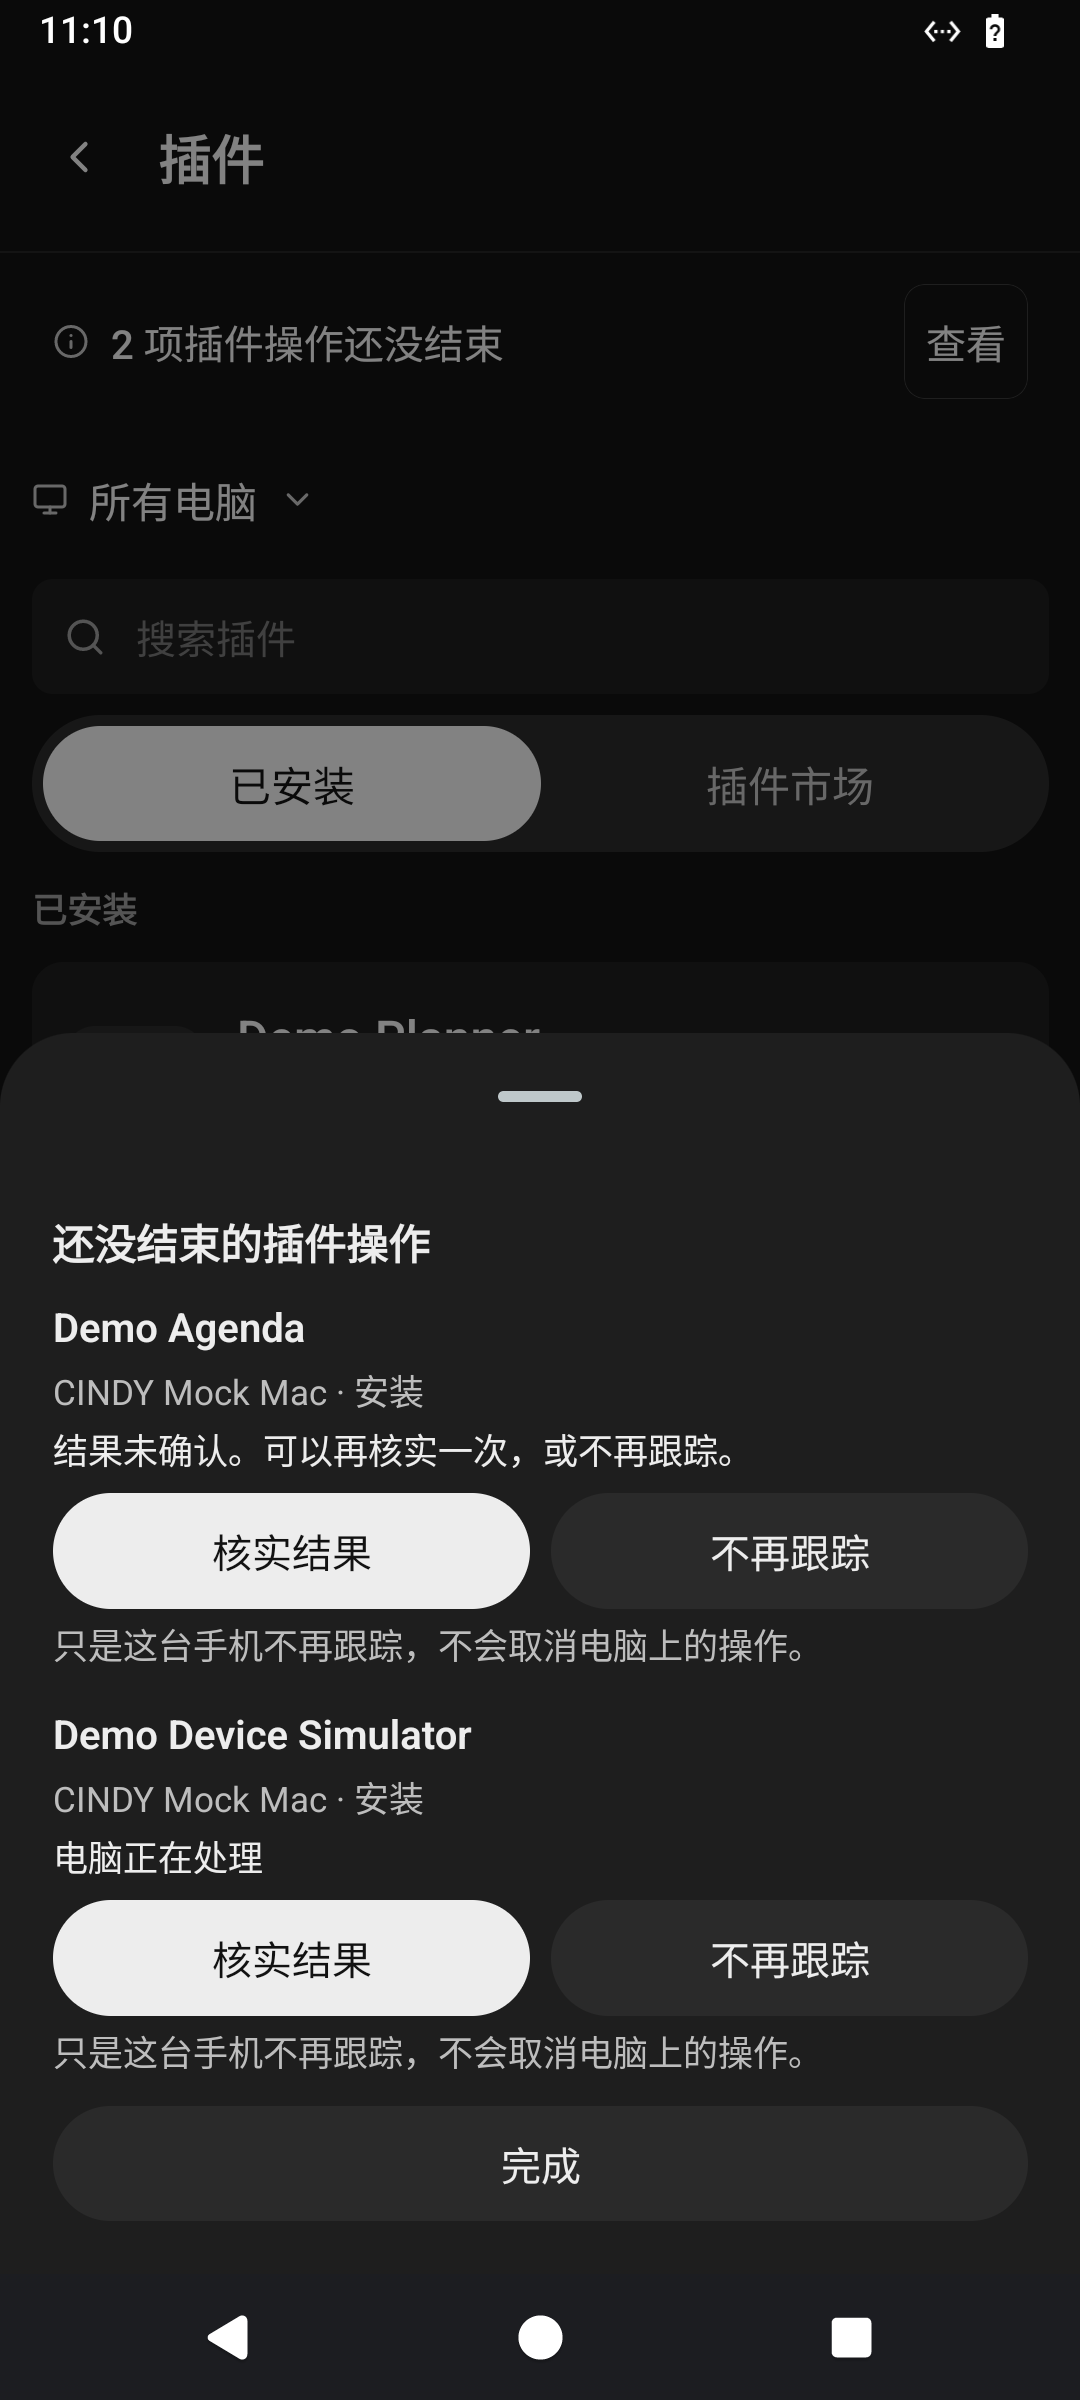 11:10
插件
2 项插件操作还没结束
查看
所有电脑
搜索插件
已安装
插件市场
已安装
Demo Planner
还没结束的插件操作
Demo Agenda
CINDY Mock Mac · 安装
结果未确认。可以再核实一次，或不再跟踪。
核实结果
不再跟踪
只是这台手机不再跟踪，不会取消电脑上的操作。
Demo Device Simulator
CINDY Mock Mac · 安装
电脑正在处理
核实结果
不再跟踪
只是这台手机不再跟踪，不会取消电脑上的操作。
完成